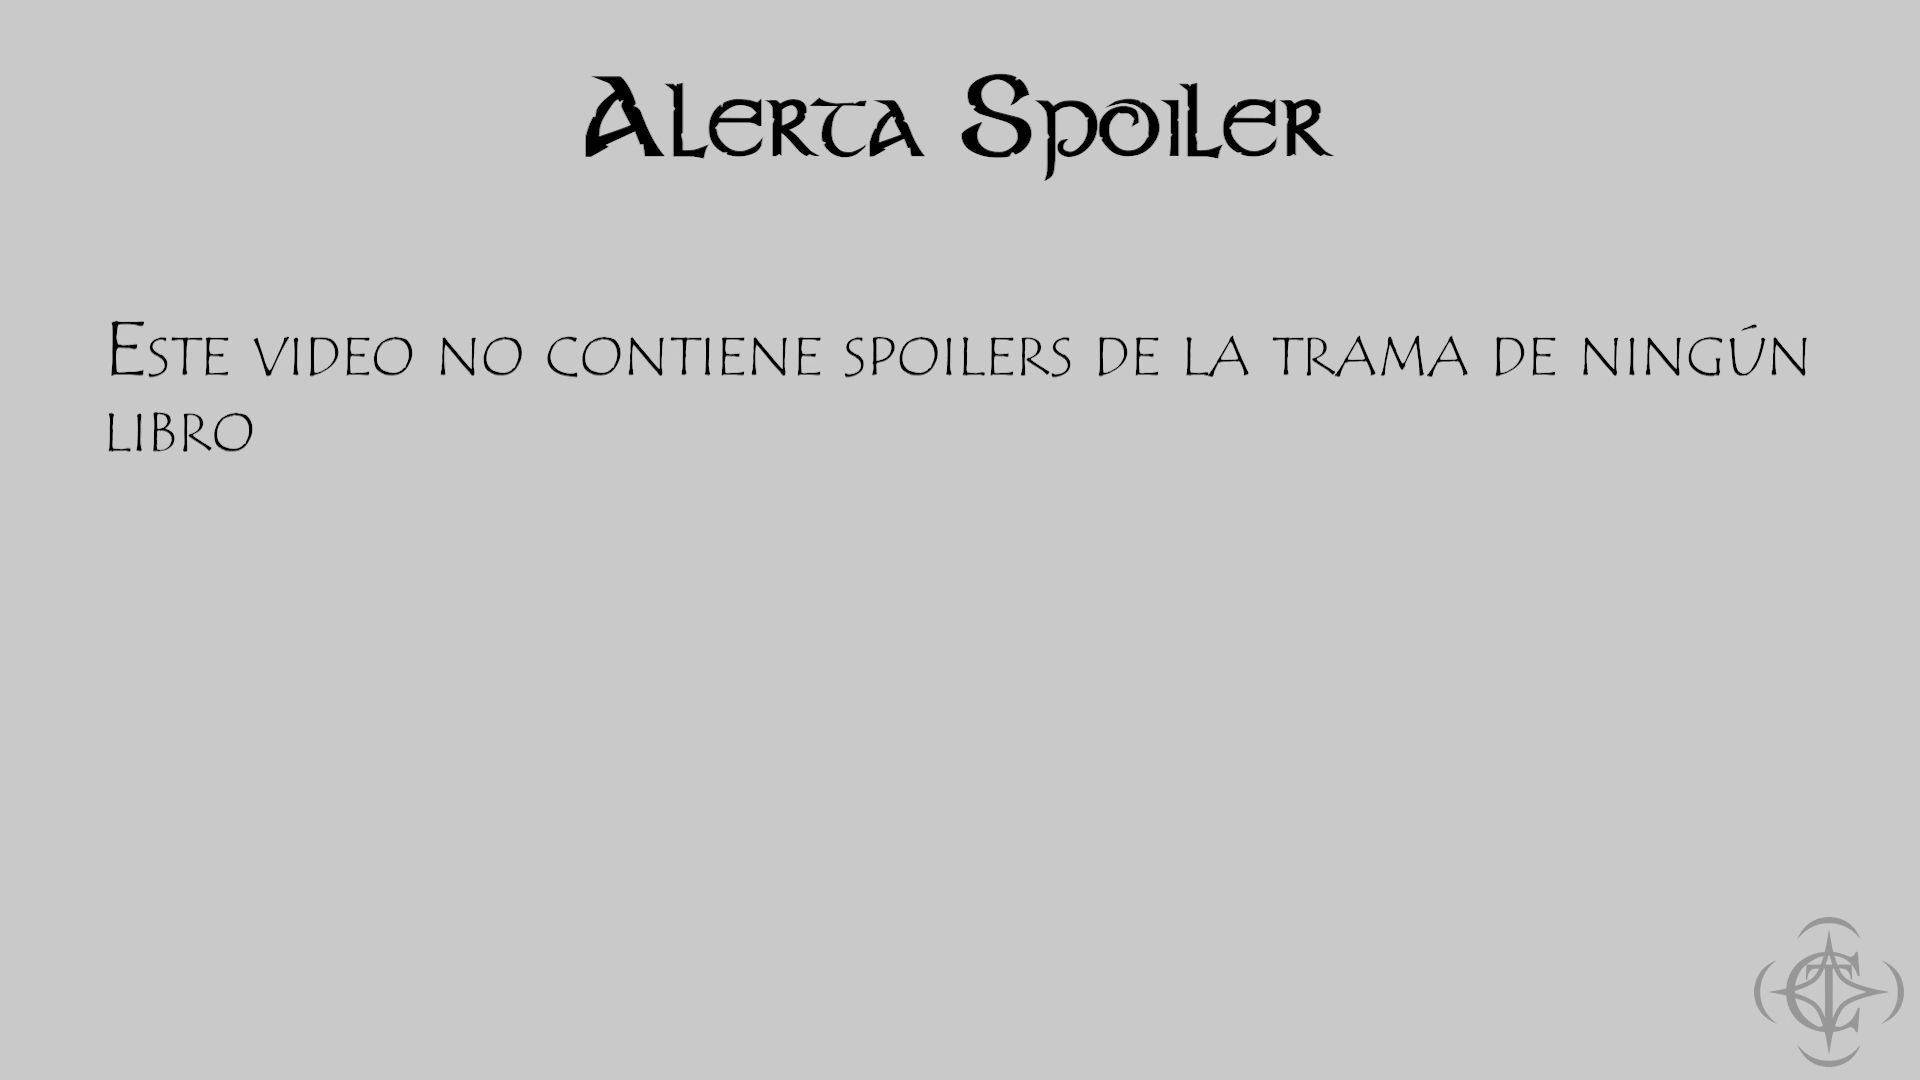 Alerta Spoiler
Este video no contiene spoilers de la trama de ningún
libro